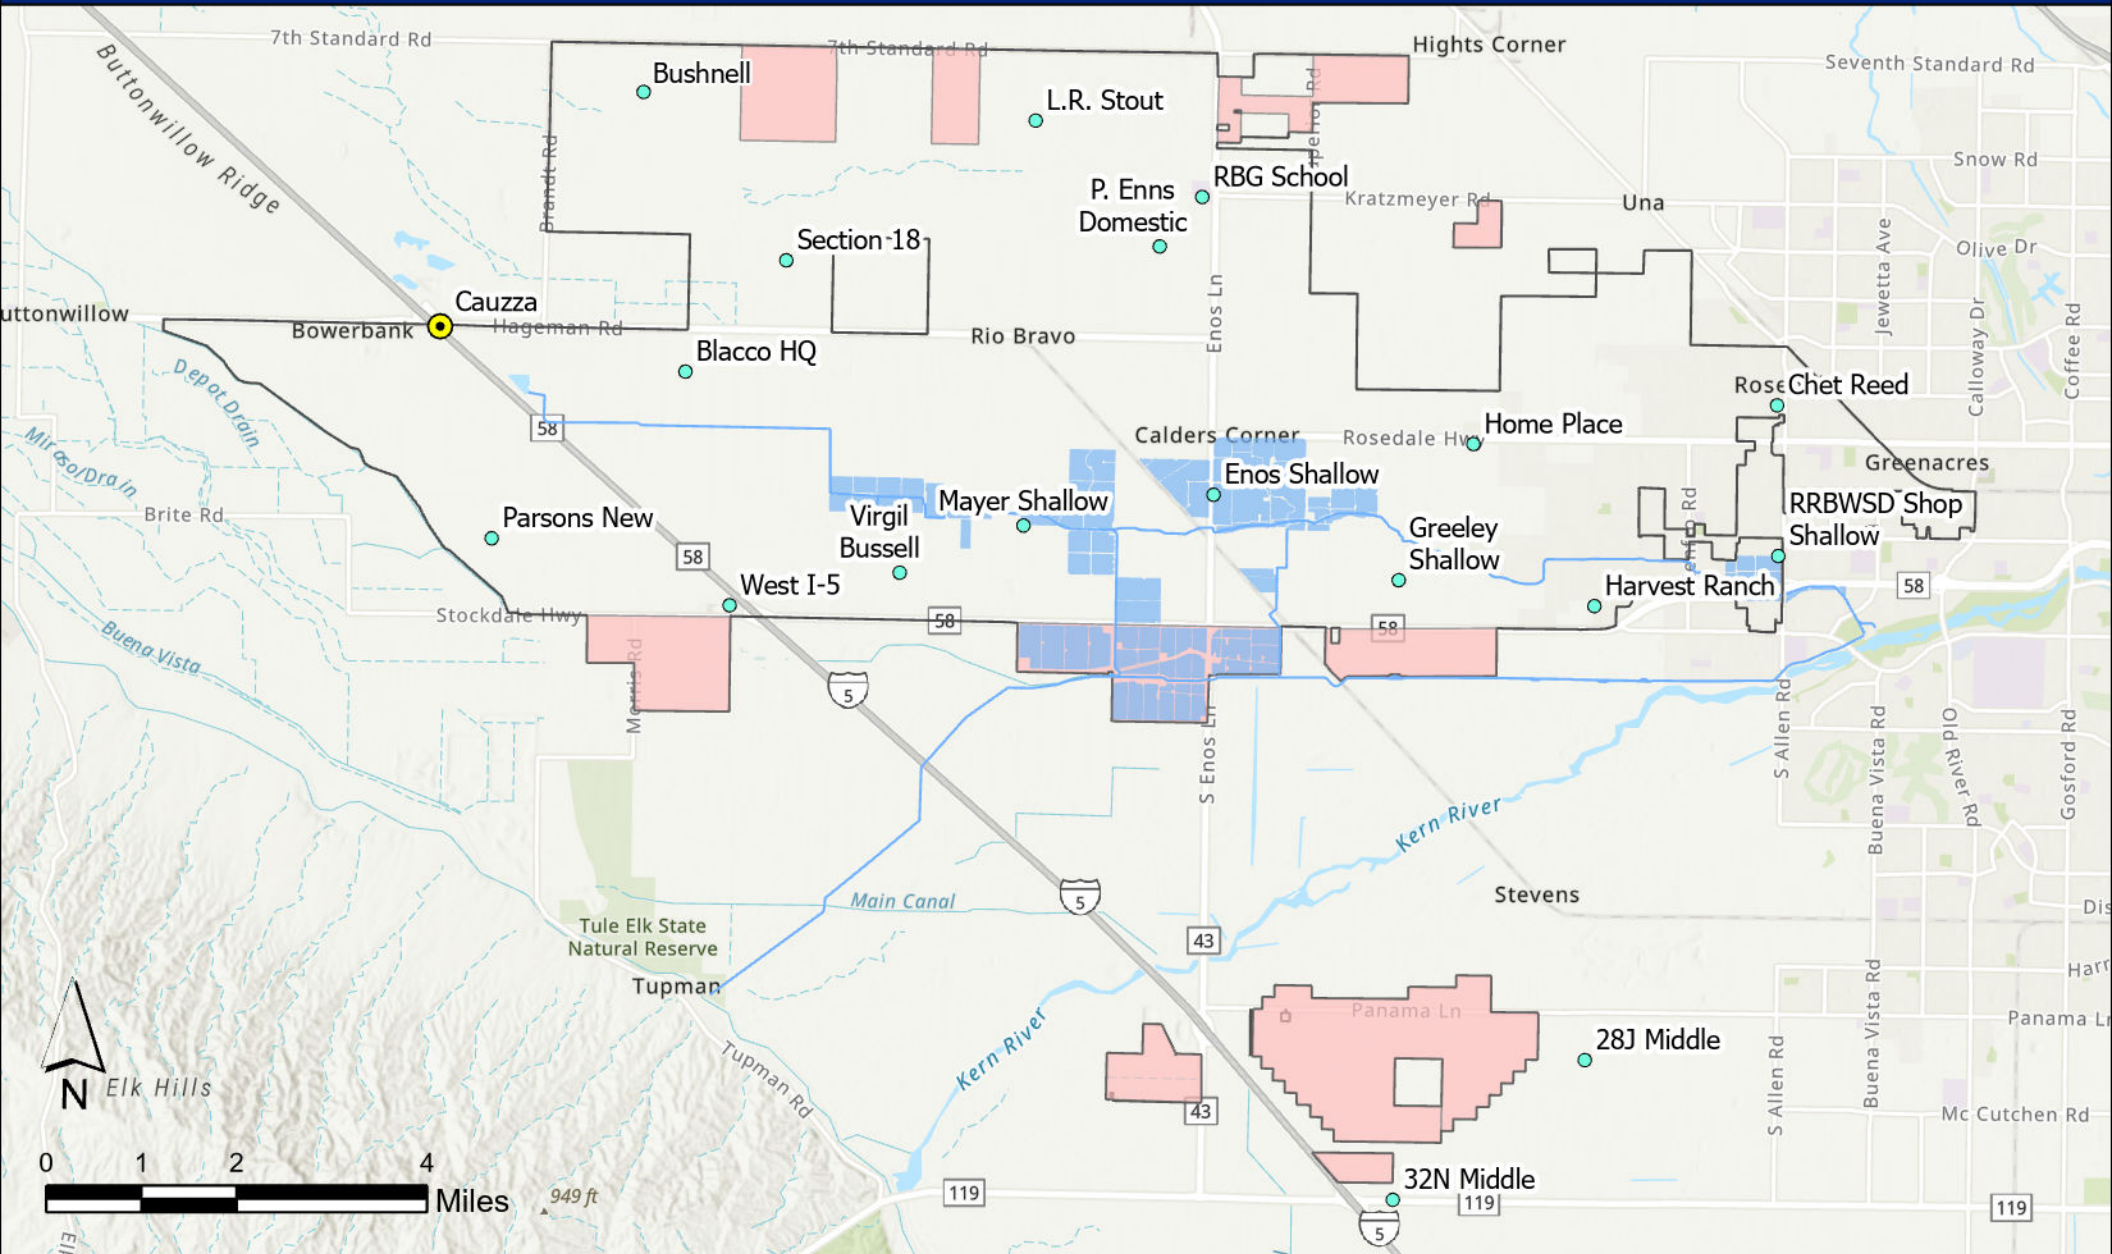 7th Standard Rd
7th Standard Rd
Hights Corner
Seventh Standard Rd
Buttonwillow Ridge
Bushnell
L.R. Stout
Snow Rd
Brandt Rd
RBG School
P. Enns
Domestic
Kratzmeyer Rd
Una
Section 18
Olive Dr
Jewetta Ave
Enos Ln
Calloway Dr
Coffee Rd
Cauzza
uttonwillow
Bowerbank
Hageman Rd
Rio Bravo
Blacco HQ
Depot Drain
Chet Reed
Home Place
58
Calders Corner
Rosedale Hwy
Greenacres
Enos Shallow
Mayer Shallow
RRBWSD Shop
Shallow
Brite Rd
Parsons New
Virgil
Bussell
Greeley
Shallow
58
West I-5
Harvest Ranch
58
Stockdale Hwy
58
58
Buena Vista
Morris Rd
5
S Enos Ln
S Allen Rd
Buena Vista Rd
Old River Rd
Gosford Rd
Kern River
Main Canal
5
Stevens
Tule Elk State
Natural Reserve
43
Tupman
Panama Ln
Panama Ln
Kern River
28J Middle
Tupman Rd
N
Elk Hills
43
S Allen Rd
Buena Vista Rd
Mc Cutchen Rd
0 1 2 4
Miles
949 ft
119
32N Middle
119
119
5